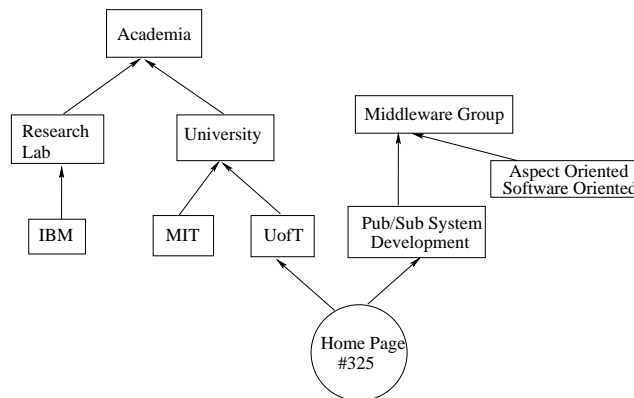 Academia
Research
Lab
University
Middleware Group
Aspect Oriented
Software Oriented
IBM
MIT
UofT
Pub/Sub System
Development
Home Page
#325